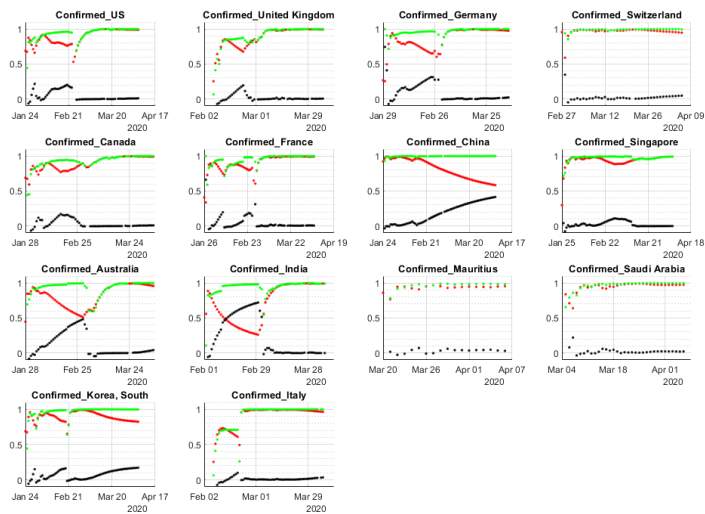 Confirmed_US
1
0.5
0
Jan 24 Feb 21 Mar 20 Apr 17
2020
Confirmed_United Kingdom
1
0.5
0
Feb 02 Mar 01 Mar 29
2020
Confirmed_Germany
1
0.5
0
Jan 29 Feb 26 Mar 25
2020
Confirmed_Switzerland
1
0.5
0
Feb 27 Mar 12 Mar 26 Apr 09
2020
Confirmed_Canada
1
0.5
0
Jan 28 Feb 25 Mar 24
2020
Confirmed_France
1
0.5
0
Jan 26 Feb 23 Mar 22 Apr 19
2020
Confirmed_China
1
0.5
0
Jan 24 Feb 21 Mar 20 Apr 17
2020
Confirmed_Singapore
1
0.5
0
Jan 25 Feb 22 Mar 21 Apr 18
2020
Confirmed_Australia
1
0.5
0
Jan 28 Feb 25 Mar 24
2020
Confirmed_India
1
0.5
0
Feb 01 Feb 29 Mar 28
2020
Confirmed_Mauritius
1
0.5
0
Mar 20 Mar 26 Apr 01 Apr 07
2020
Confirmed_Saudi Arabia
1
0.5
0
Mar 04 Mar 18 Apr 01
2020
Confirmed_Korea, South
1
0.5
0
Jan 24 Feb 21 Mar 20 Apr 17
2020
Confirmed_Italy
1
0.5
0
Feb 02 Mar 01 Mar 29
2020